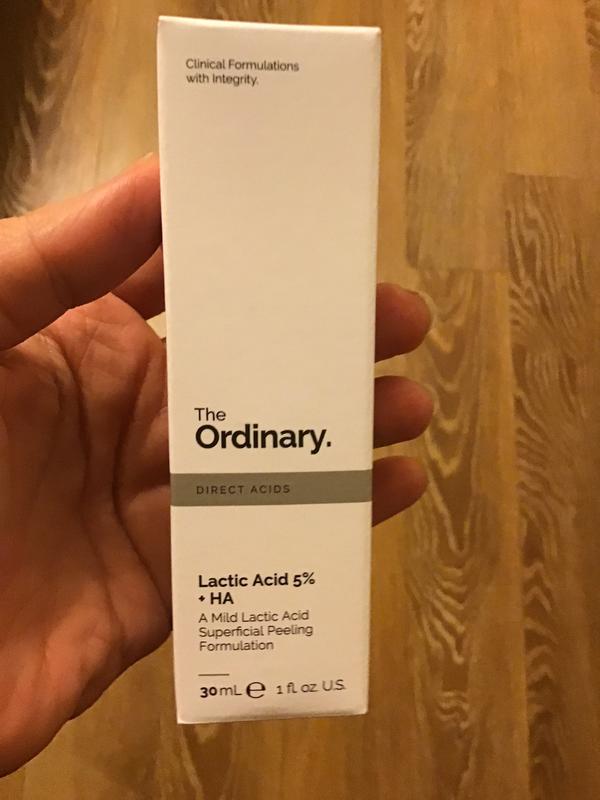 Clinical Formulations
with Integrity.
The
Ordinary.
DIRECT ACIDS
Lactic Acid 5%
+ HA
A Mild Lactic Acid
Superficial Peeling
Formulation
30 mL ℮ 1 fl. oz. U.S.